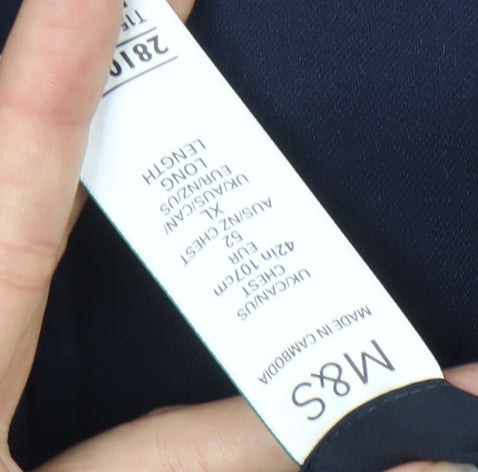 M&S
MADE IN CAMBODIA
UK/CAN/US
CHEST
42in 107cm
EUR
52
AUS/NZ CHEST
XL
UK/AUS/CAN/
EUR/NZ/US
LONG
LENGTH